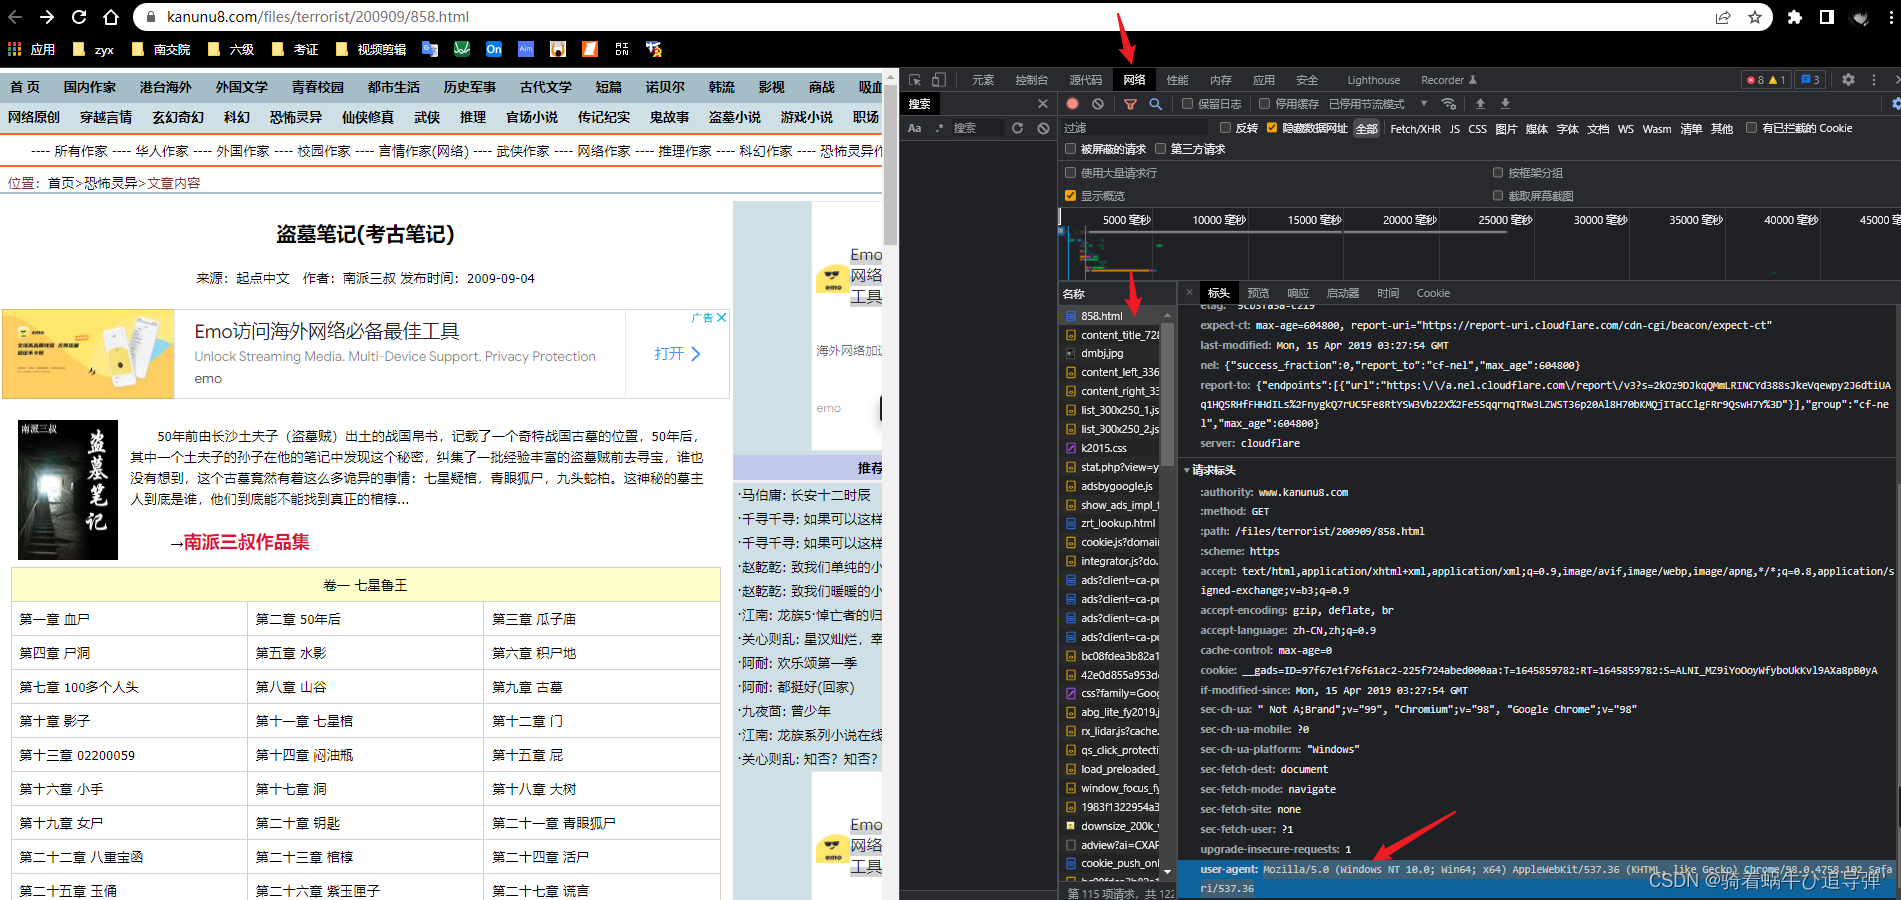 kanunu8.com/files/terrorist/200909/858.html
应用 zyx 南交院 六级 考证 视频剪辑
首 页 国内作家 港台海外 外国文学 青春校园 都市生活 历史军事 古代文学 短篇 诺贝尔 韩流 影视 商战 吸血
网络原创 穿越言情 玄幻奇幻 科幻 恐怖灵异 仙侠修真 武侠 推理 官场小说 传记纪实 鬼故事 盗墓小说 游戏小说 职场
---- 所有作家 ---- 华人作家 ---- 外国作家 ---- 校园作家 ---- 言情作家(网络) ---- 武侠作家 ---- 网络作家 ---- 推理作家 ---- 科幻作家 ---- 恐怖灵异作
位置：首页>恐怖灵异>文章内容
盗墓笔记(考古笔记)
来源：起点中文 作者：南派三叔 发布时间：2009-09-04
广告
Emo访问海外网络必备最佳工具
Unlock Streaming Media. Multi-Device Support. Privacy Protection
emo
打开
南派三叔
盗墓笔记
50年前由长沙土夫子（盗墓贼）出土的战国帛书，记载了一个奇特战国古墓的位置，50年后，
其中一个土夫子的孙子在他的笔记中发现这个秘密，纠集了一批经验丰富的盗墓贼前去寻宝，谁也
没有想到，这个古墓竟然有着这么多诡异的事情：七星疑棺，青眼狐尸，九头蛇柏。这神秘的墓主
人到底是谁，他们到底能不能找到真正的棺椁...
→南派三叔作品集
卷一 七星鲁王
第一章 血尸 第二章 50年后 第三章 瓜子庙
第四章 尸洞 第五章 水影 第六章 积尸地
第七章 100多个人头 第八章 山谷 第九章 古墓
第十章 影子 第十一章 七星棺 第十二章 门
第十三章 02200059 第十四章 闷油瓶 第十五章 屁
第十六章 小手 第十七章 洞 第十八章 大树
第十九章 女尸 第二十章 钥匙 第二十一章 青眼狐尸
第二十二章 八重宝函 第二十三章 棺椁 第二十四章 活尸
第二十五章 玉俑 第二十六章 紫玉匣子 第二十七章 谎言
Emo
网络
工具
海外网络加速
emo
推荐
·马伯庸: 长安十二时辰
·千寻千寻: 如果可以这样
·千寻千寻: 如果可以这样
·赵乾乾: 致我们单纯的小
·赵乾乾: 致我们暖暖的小
·江南: 龙族5·悼亡者的归
·关心则乱: 星汉灿烂，幸
·阿耐: 欢乐颂第一季
·阿耐: 都挺好(回家)
·九夜茴: 曾少年
·江南: 龙族系列小说在线
·关心则乱: 知否？知否？
Emo
网络
工具
元素 控制台 源代码 网络 性能 内存 应用 安全 Lighthouse Recorder 8 1 3
搜索
Aa .* 搜索
保留日志 停用缓存 已停用节流模式
过滤 反转 隐藏数据网址 全部 Fetch/XHR JS CSS 图片 媒体 字体 文档 WS Wasm 清单 其他 有已拦截的 Cookie
被屏蔽的请求 第三方请求
使用大量请求行 按框架分组
显示概览 截取屏幕截图
5000 毫秒 10000 毫秒 15000 毫秒 20000 毫秒 25000 毫秒 30000 毫秒 35000 毫秒 40000 毫秒 45000 毫
名称
858.html
content_title_728
dmbj.jpg
content_left_336
content_right_33
list_300x250_1.js
list_300x250_2.js
k2015.css
stat.php?view=y
adsbygoogle.js
show_ads_impl_f
zrt_lookup.html
cookie.js?domai
integrator.js?do.
ads?client=ca-pu
ads?client=ca-pu
ads?client=ca-pu
ads?client=ca-pu
bc08fdea3b82a1
42e0d855a953d
css?family=Goog
abg_lite_fy2019.j
rx_lidar.js?cache.
qs_click_protecti
load_preloaded_
window_focus_fy
1983f1322954a3
downsize_200k_v
adview?ai=CXAF
cookie_push_onl
bc08fdea3b82a1
第 115 项请求，共 122
标头 预览 响应 启动器 时间 Cookie
etag: "5cb3fa3a-c219"
expect-ct: max-age=604800, report-uri="https://report-uri.cloudflare.com/cdn-cgi/beacon/expect-ct"
last-modified: Mon, 15 Apr 2019 03:27:54 GMT
nel: {"success_fraction":0,"report_to":"cf-nel","max_age":604800}
report-to: {"endpoints":[{"url":"https:\/\/a.nel.cloudflare.com\/report\/v3?s=2kOz9DJkqQMmLRINCYd388sJkeVqewpy2J6dtiUA
q1HQSRHfFHHdILs%2FnygkQ7rUC5Fe8RtYSW3Vb22X%2Fe5SqqrnqTRw3LZWST36p20Al8H70bKMQjITaCClgFRr9QswH7Y%3D"}],"group":"cf-ne
l","max_age":604800}
server: cloudflare
请求标头
:authority: www.kanunu8.com
:method: GET
:path: /files/terrorist/200909/858.html
:scheme: https
accept: text/html,application/xhtml+xml,application/xml;q=0.9,image/avif,image/webp,image/apng,*/*;q=0.8,application/s
igned-exchange;v=b3;q=0.9
accept-encoding: gzip, deflate, br
accept-language: zh-CN,zh;q=0.9
cache-control: max-age=0
cookie: __gads=ID=97f67e1f76f61ac2-225f724abed000aa:T=1645859782:RT=1645859782:S=ALNI_MZ9iYoOoyWfyboUkKvl9AXa8pB0yA
if-modified-since: Mon, 15 Apr 2019 03:27:54 GMT
sec-ch-ua: " Not A;Brand";v="99", "Chromium";v="98", "Google Chrome";v="98"
sec-ch-ua-mobile: ?0
sec-ch-ua-platform: "Windows"
sec-fetch-dest: document
sec-fetch-mode: navigate
sec-fetch-site: none
sec-fetch-user: ?1
upgrade-insecure-requests: 1
user-agent: Mozilla/5.0 (Windows NT 10.0; Win64; x64) AppleWebKit/537.36 (KHTML, like Gecko) Chrome/98.0.4758.102 Safa
ri/537.36
CSDN @骑着蜗牛ひ追导弹'